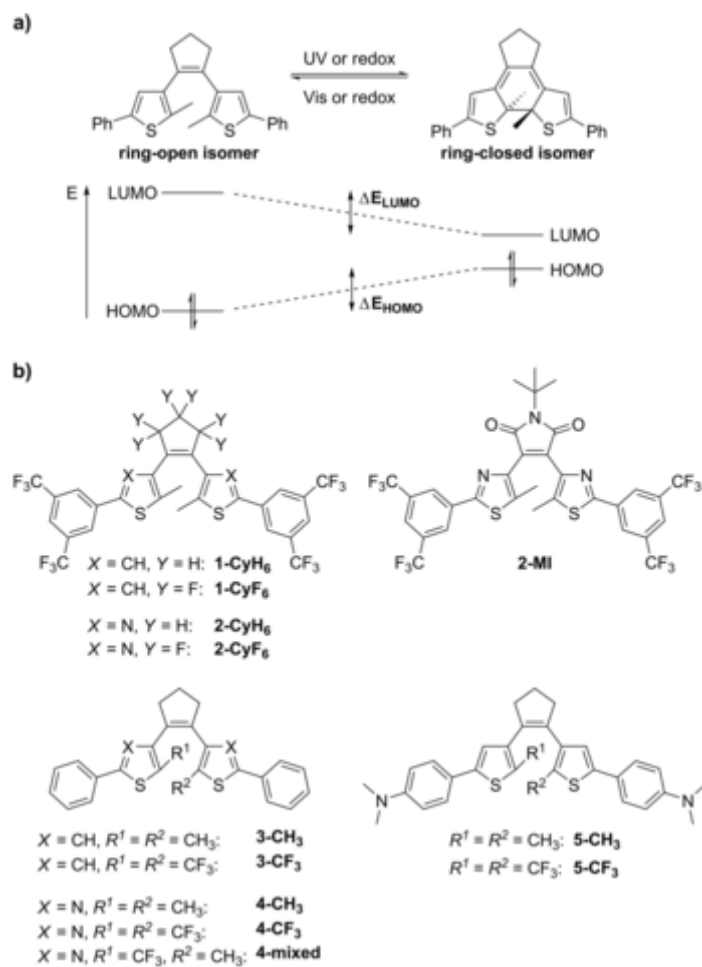 a)
UV or redox
Vis or redox
Ph S S Ph
Ph S S Ph
ring-open isomer
ring-closed isomer
E LUMO
ΔE_LUMO
LUMO
HOMO
HOMO
ΔE_HOMO
b)
Y Y Y Y Y Y
F₃C X X CF₃
S S
F₃C CF₃
X = CH, Y = H: 1-CyH₆
X = CH, Y = F: 1-CyF₆
X = N, Y = H: 2-CyH₆
X = N, Y = F: 2-CyF₆
O N O
F₃C N N CF₃
S S
F₃C CF₃
2-MI
X X
R¹
S R² S
X = CH, R¹ = R² = CH₃: 3-CH₃
X = CH, R¹ = R² = CF₃: 3-CF₃
X = N, R¹ = R² = CH₃: 4-CH₃
X = N, R¹ = R² = CF₃: 4-CF₃
X = N, R¹ = CF₃, R² = CH₃: 4-mixed
R¹
S R² S
N N
R¹ = R² = CH₃: 5-CH₃
R¹ = R² = CF₃: 5-CF₃